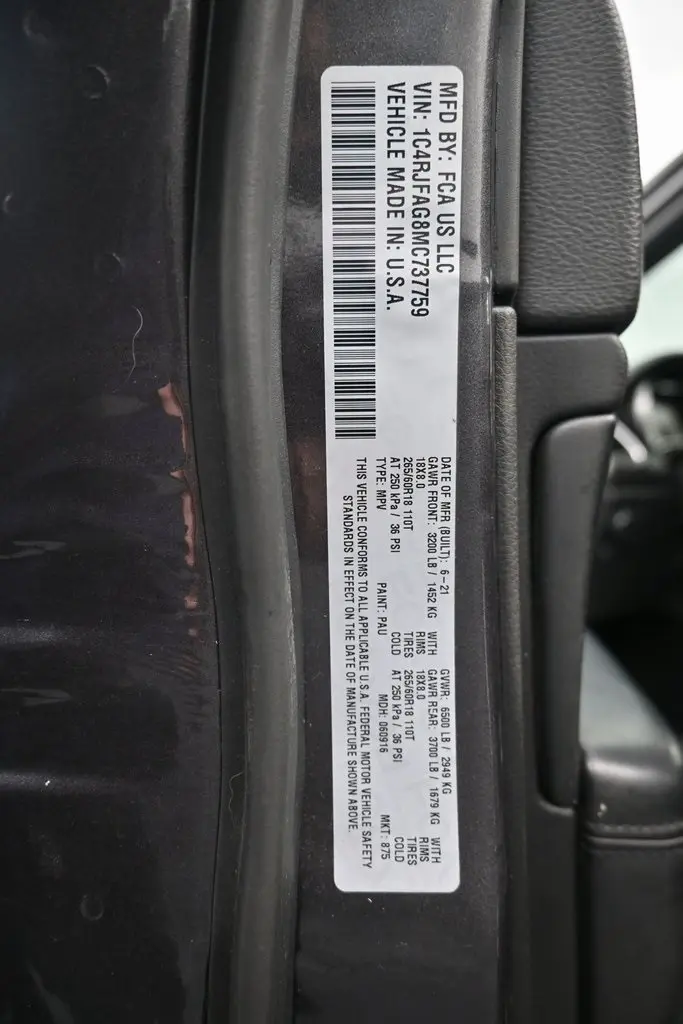 MFD BY: FCA US LLC
VIN: 1C4RJFAG8MC737759
VEHICLE MADE IN: U.S.A.
DATE OF MFR (BUILT): 6-21 GVWR: 6500 LB / 2949 KG
GAWR FRONT: 3200 LB / 1452 KG WITH GAWR REAR: 3700 LB / 1679 KG WITH
18X8.0 RIMS 18X8.0 RIMS
265/60R18 110T TIRES 265/60R18 110T TIRES
AT 250 kPa / 36 PSI COLD AT 250 kPa / 36 PSI COLD
TYPE: MPV PAINT: PAU MDH: 060916 MKT: 875
THIS VEHICLE CONFORMS TO ALL APPLICABLE U.S.A. FEDERAL MOTOR VEHICLE SAFETY
STANDARDS IN EFFECT ON THE DATE OF MANUFACTURE SHOWN ABOVE.